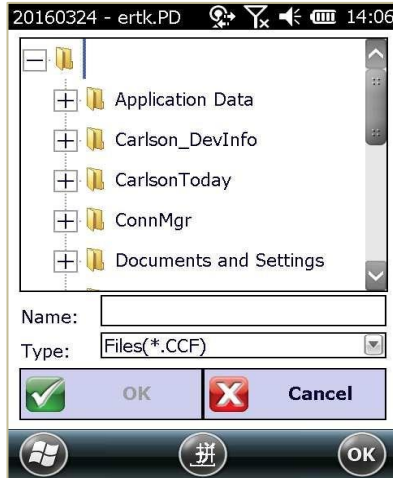 20160324 - ertk.PD 14:06
Application Data
Carlson_DevInfo
CarlsonToday
ConnMgr
Documents and Settings
Name:
Type: Files(*.CCF)
OK Cancel
拼 OK